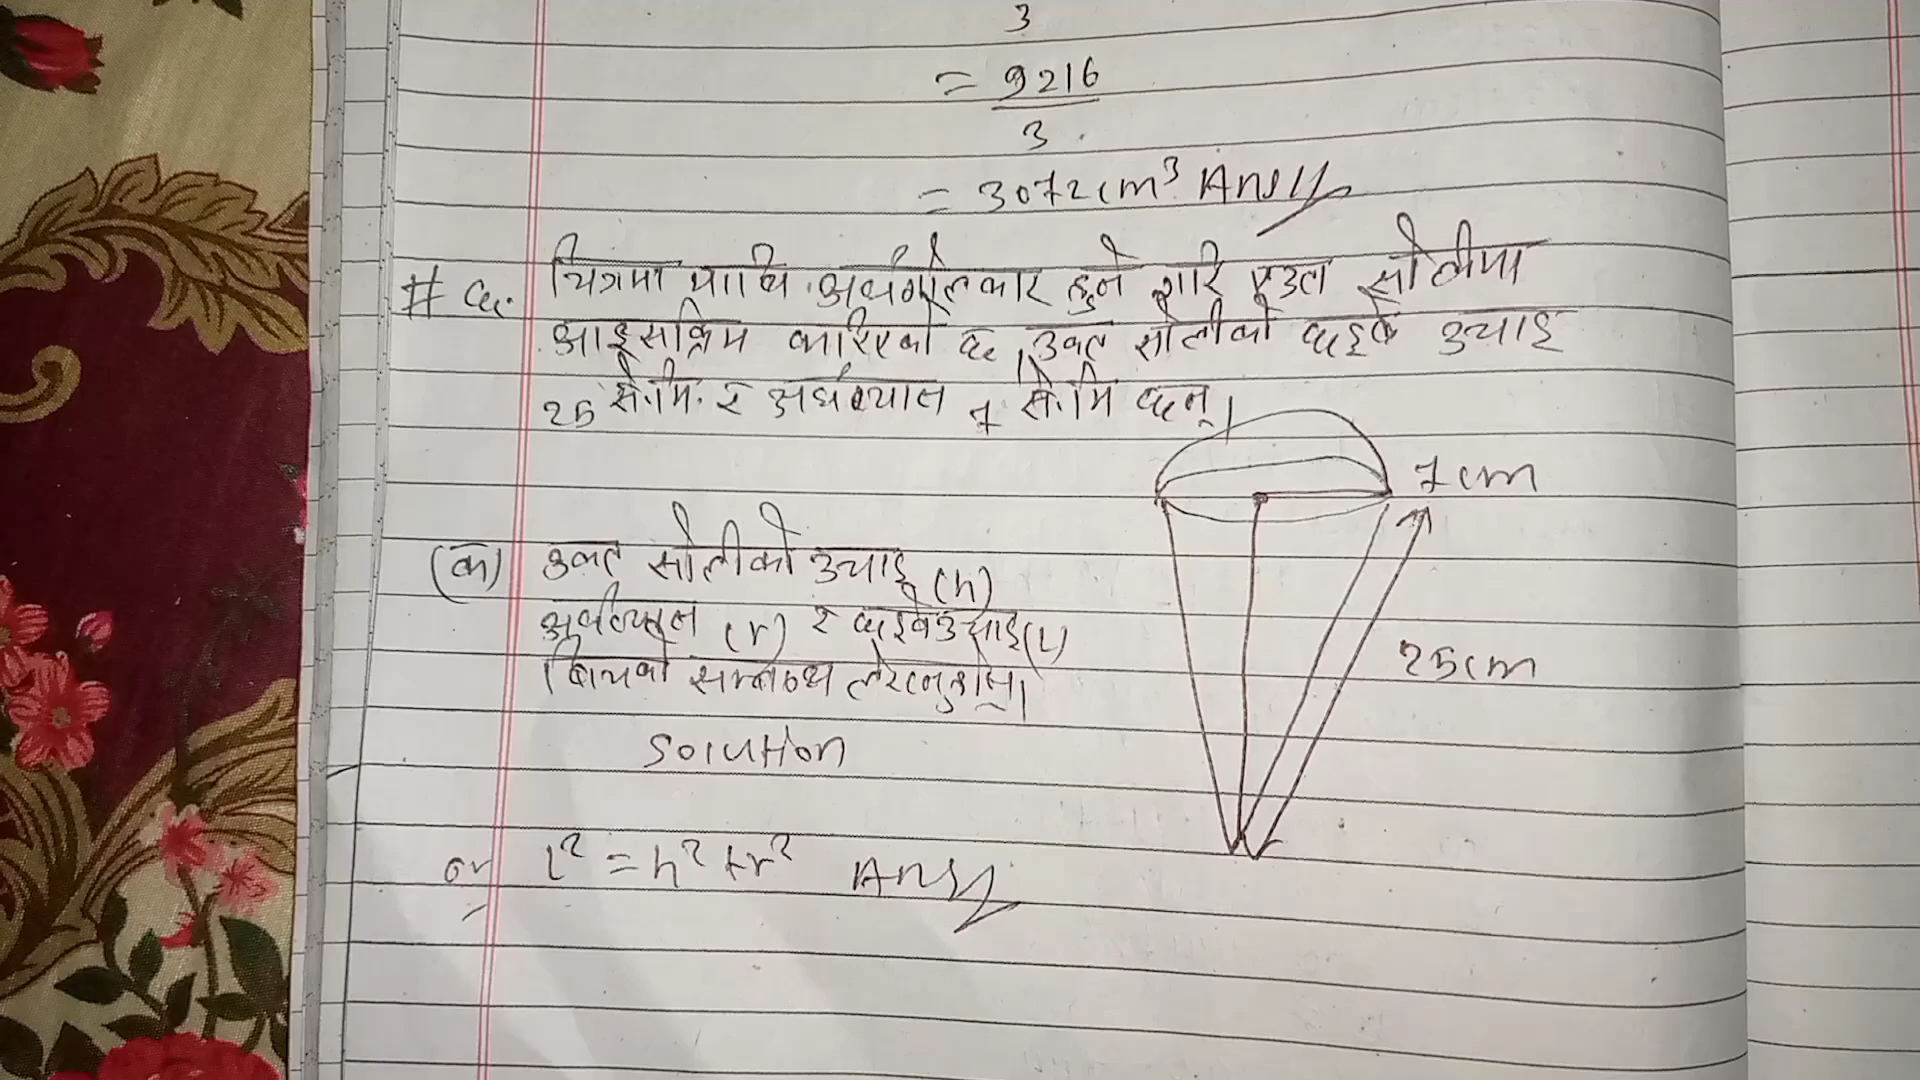 3
= 9216
3
= 3072 cm³ Ans
# छ. चित्रमा माथि अर्धगोलकार हुने गरि एउटा सोलीमा
आइसक्रिम भरिएको छ । उक्त सोलीको छड्के उचाइ
25 से.मि. र अर्धव्यास 7 से.मि छन् ।
7 cm
(क) उक्त सोलीको उचाइ (h)
अर्धव्यास (r) र छड्के उचाइ (l)
25 cm
बिचको सम्बन्ध लेख्नुहोस् ।
Solution
or l² = h² + r² Ans